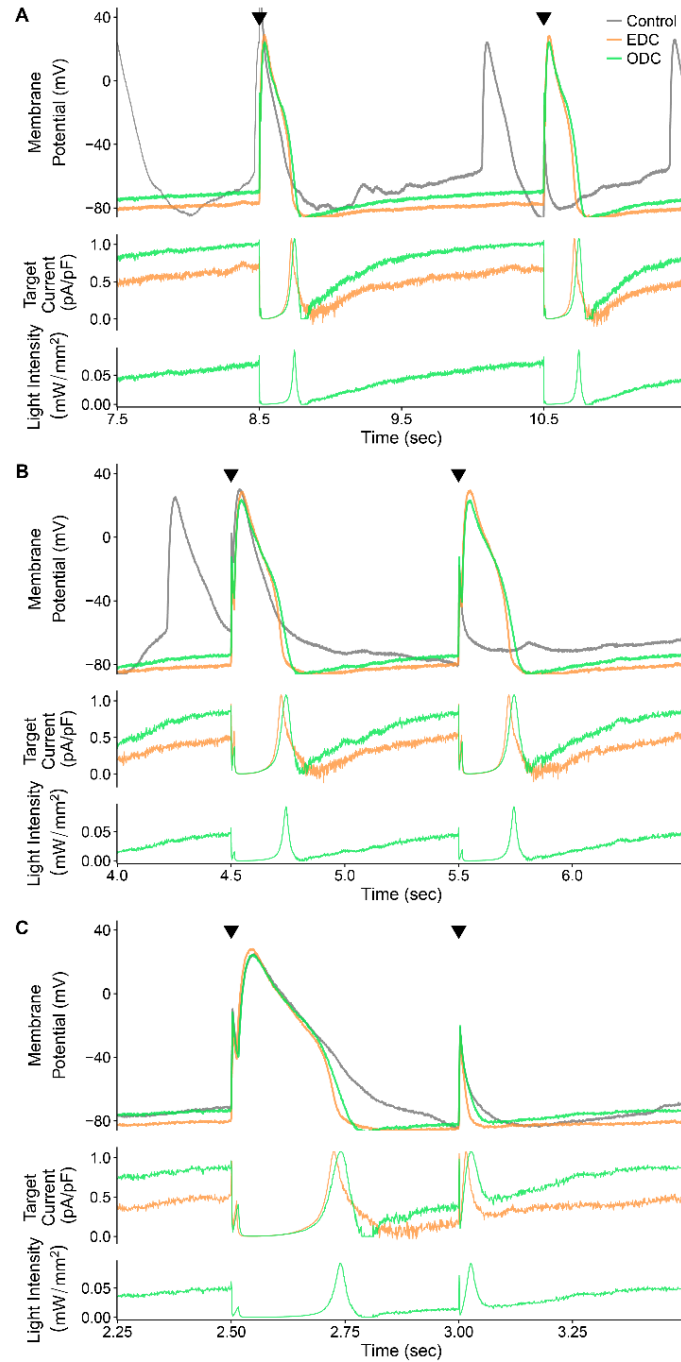 A
Control
EDC
ODC
Membrane
Potential (mV)
40
0
−40
−80
Target
Current
(pA/pF)
1.0
0.5
0.0
Light Intensity
(mW/mm²)
0.05
0.00
7.5 8.5 9.5 10.5
Time (sec)
B
Membrane
Potential (mV)
40
0
−40
−80
Target
Current
(pA/pF)
1.0
0.5
0.0
Light Intensity
(mW/mm²)
0.05
0.00
4.0 4.5 5.0 5.5 6.0
Time (sec)
C
Membrane
Potential (mV)
40
0
−40
−80
Target
Current
(pA/pF)
1.0
0.5
0.0
Light Intensity
(mW/mm²)
0.05
0.00
2.25 2.50 2.75 3.00 3.25
Time (sec)